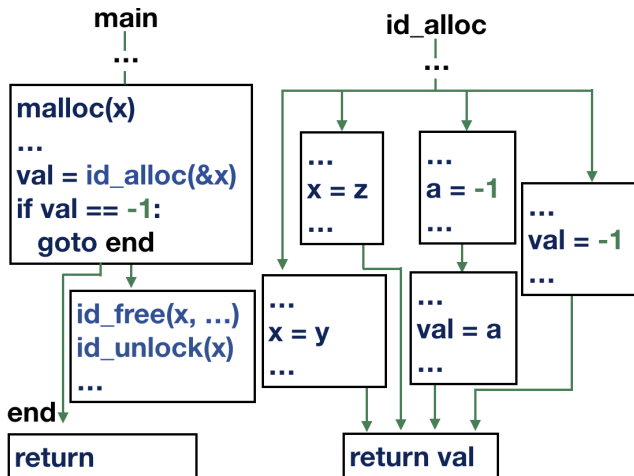 main
...
malloc(x)
...
val = id_alloc(&x)
if val == -1:
goto end
id_free(x, ...)
id_unlock(x)
...
end
return
id_alloc
...
...
x = y
...
...
x = z
...
...
a = -1
...
...
val = a
...
...
val = -1
...
return val